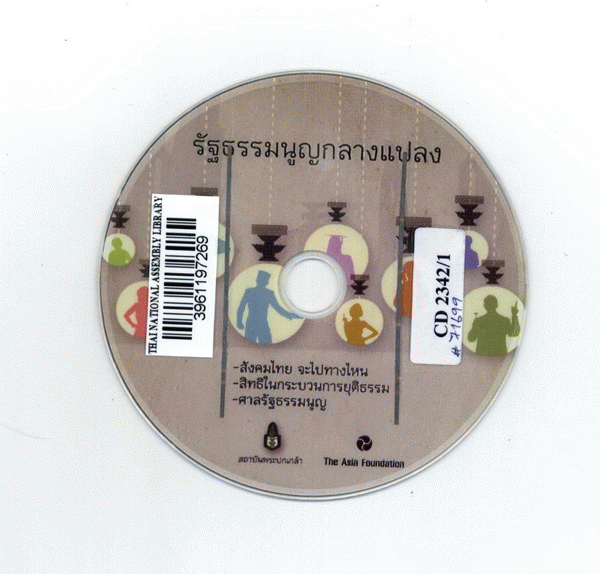 รัฐธรรมนูญกลางแปลง
THAI NATIONAL ASSEMBLY LIBRARY
3961197269
CD 2342/1
# 71699
-สังคมไทย จะไปทางไหน
-สิทธิในกระบวนการยุติธรรม
-ศาลรัฐธรรมนูญ
สถาบันพระปกเกล้า
The Asia Foundation